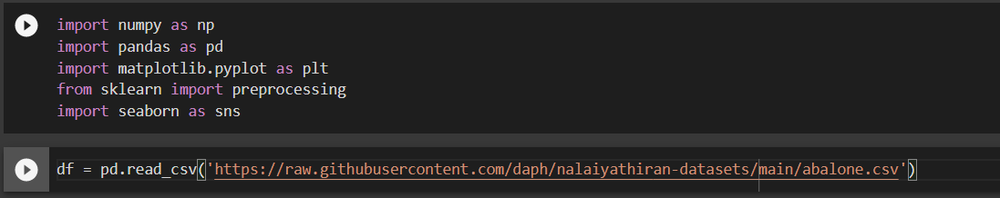 import numpy as np
import pandas as pd
import matplotlib.pyplot as plt
from sklearn import preprocessing
import seaborn as sns
df = pd.read_csv('https://raw.githubusercontent.com/daph/nalaiyathiran-datasets/main/abalone.csv')